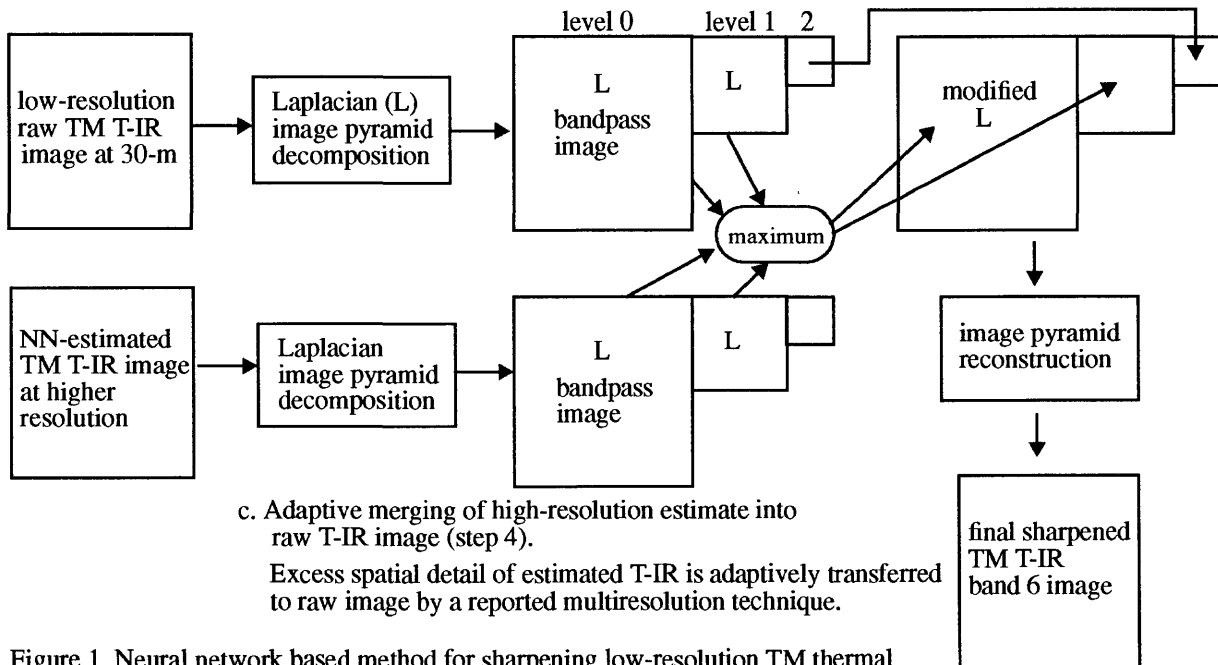 level 0 level 1 2
low-resolution
raw TM T-IR
image at 30-m
Laplacian (L)
image pyramid
decomposition
L
bandpass
image
L
modified
L
maximum
NN-estimated
TM T-IR image
at higher
resolution
Laplacian
image pyramid
decomposition
L
bandpass
image
L
image pyramid
reconstruction
c. Adaptive merging of high-resolution estimate into
raw T-IR image (step 4).
Excess spatial detail of estimated T-IR is adaptively transferred
to raw image by a reported multiresolution technique.
final sharpened
TM T-IR
band 6 image
Figure 1. Neural network based method for sharpening low-resolution TM thermal